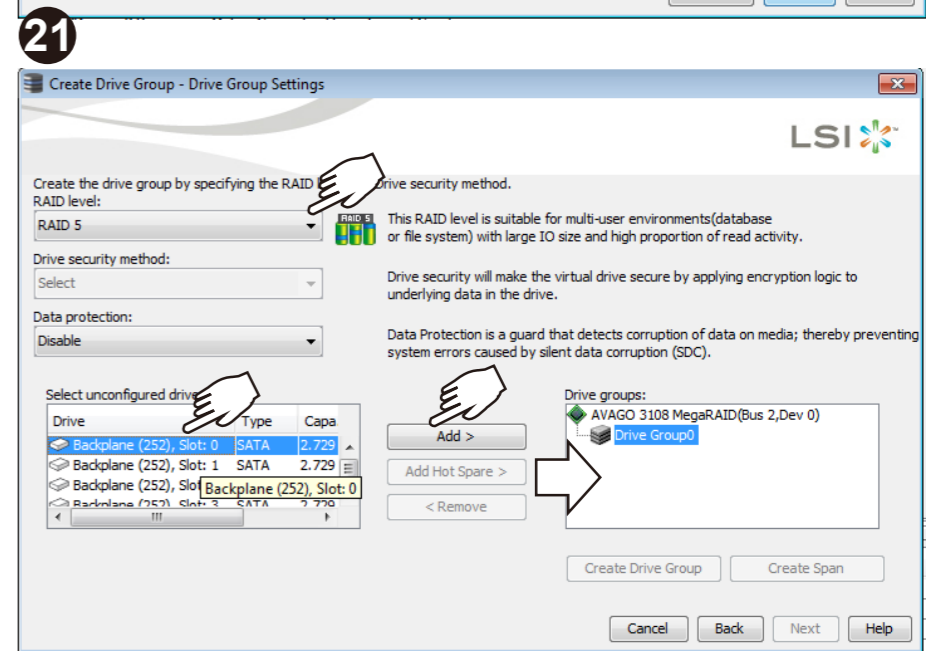 21
Create Drive Group - Drive Group Settings
LSI
Create the drive group by specifying the RAID drive security method.
RAID level:
RAID 5
RAID 5
This RAID level is suitable for multi-user environments(database
or file system) with large IO size and high proportion of read activity.
Drive security method:
Select
Drive security will make the virtual drive secure by applying encryption logic to
underlying data in the drive.
Data protection:
Disable
Data Protection is a guard that detects corruption of data on media; thereby preventing
system errors caused by silent data corruption (SDC).
Select unconfigured
Drive Type Capa
Backplane (252), Slot: 0 SATA 2.729
Backplane (252), Slot: 1 SATA 2.729
Backplane (252),
Backplane (252), Slot: 0
Backplane (252), Slot: 3 SATA 2.729
Add >
Add Hot Spare >
< Remove
Drive groups:
AVAGO 3108 MegaRAID(Bus 2,Dev 0)
Drive Group0
Create Drive Group
Create Span
Cancel
Back
Next
Help